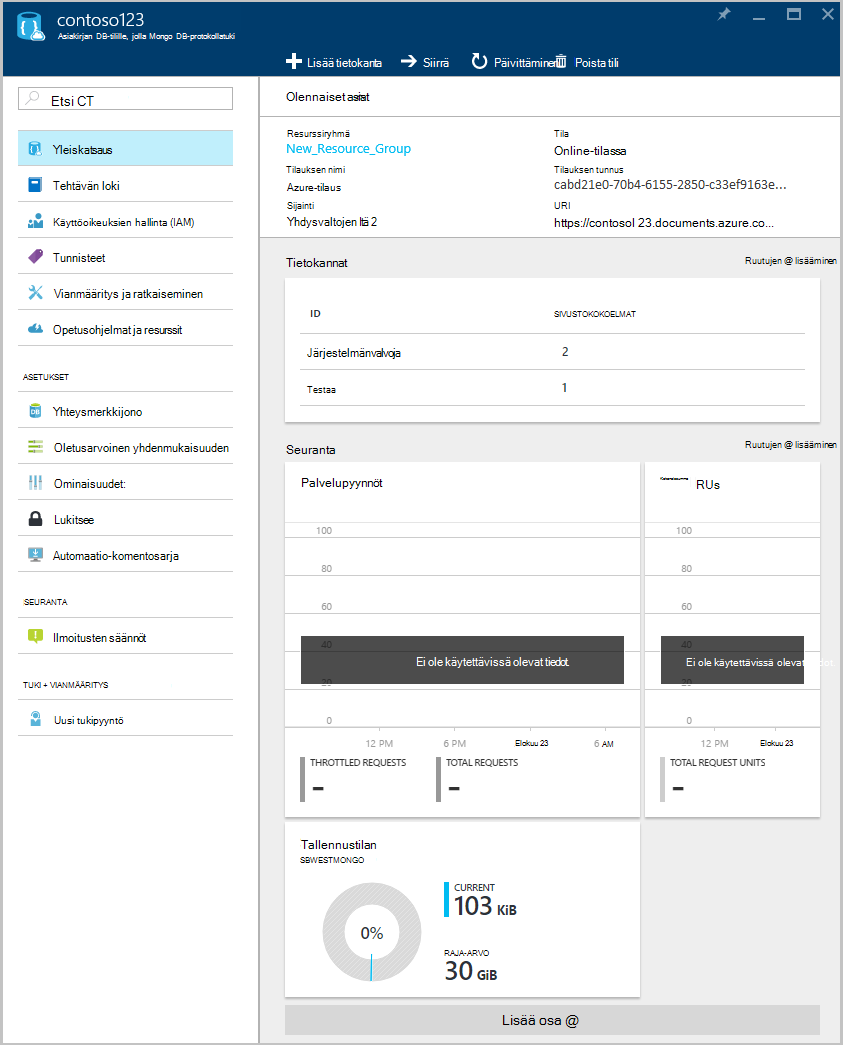 contoso123
Asiakirjan DB-tilille, jolla Mongo DB-protokollatuki
Lisää tietokanta
Siirrä
Päivittäminen
Poista tili
Etsi CT
Yleiskatsaus
Tehtävän loki
Käyttöoikeuksien hallinta (IAM)
Tunnisteet
Vianmääritys ja ratkaiseminen
Opetusohjelmat ja resurssit
ASETUKSET
Yhteysmerkkijono
Oletusarvoinen yhdenmukaisuuden
Ominaisuudet:
Lukitsee
Automaatio-komentosarja
SEURANTA
Ilmoitusten säännöt
TUKI + VIANMÄÄRITYS
Uusi tukipyyntö
Olennaiset asiat
Resurssiryhmä
New_Resource_Group
Tila
Online-tilassa
Tilauksen nimi
Azure-tilaus
Tilauksen tunnus
cabd21e0-70b4-6155-2850-c33ef9163e...
Sijainti
Yhdysvaltojen Itä 2
URI
https://contosol 23.documents.azure.co...
Tietokannat
Ruutujen @ lisääminen
ID
SIVUSTOKOKOELMAT
Järjestelmänvalvoja
2
Testaa
1
Seuranta
Ruutujen @ lisääminen
Palvelupyynnöt
100
80
60
40
Ei ole käytettävissä olevat tiedot.
20
0
12 PM
6 PM
Elokuu 23
6 AM
THROTTLED REQUESTS
–
TOTAL REQUESTS
–
RUs
100
80
60
40
Ei ole käytettävissä olevat tiedot.
20
0
12 PM
Elokuu 23
TOTAL REQUEST UNITS
–
Tallennustilan
SBWESTMONGO
0%
CURRENT
103 KiB
RAJA-ARVO
30 GiB
Lisää osa @